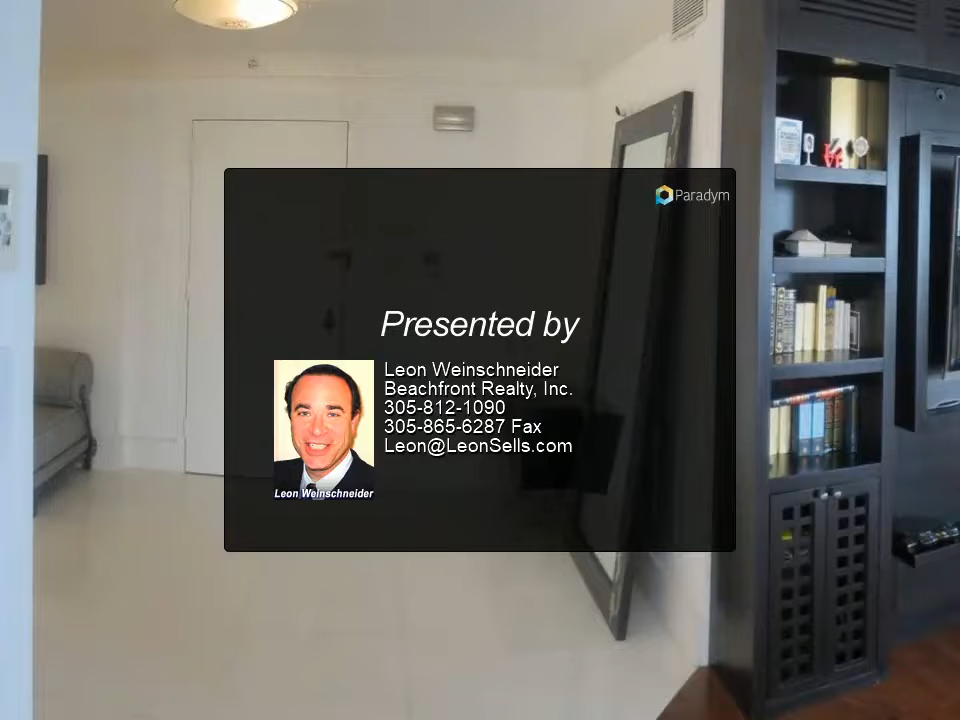 Paradym
Presented by
Leon Weinschneider
Beachfront Realty, Inc.
305-812-1090
305-865-6287 Fax
Leon@LeonSells.com
Leon Weinschneider